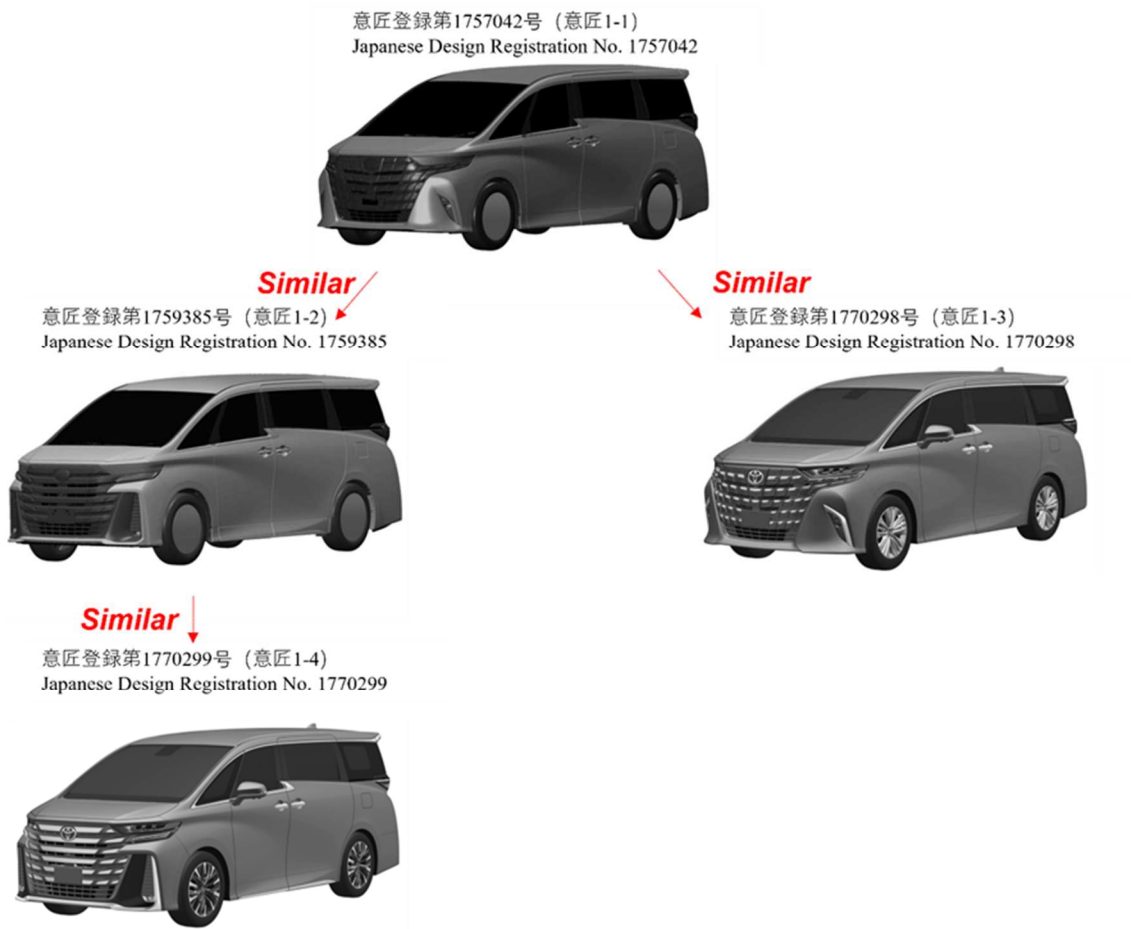 意匠登録第1757042号（意匠1-1）
Japanese Design Registration No. 1757042
Similar
Similar
意匠登録第1759385号（意匠1-2）
Japanese Design Registration No. 1759385
意匠登録第1770298号（意匠1-3）
Japanese Design Registration No. 1770298
Similar
意匠登録第1770299号（意匠1-4）
Japanese Design Registration No. 1770299